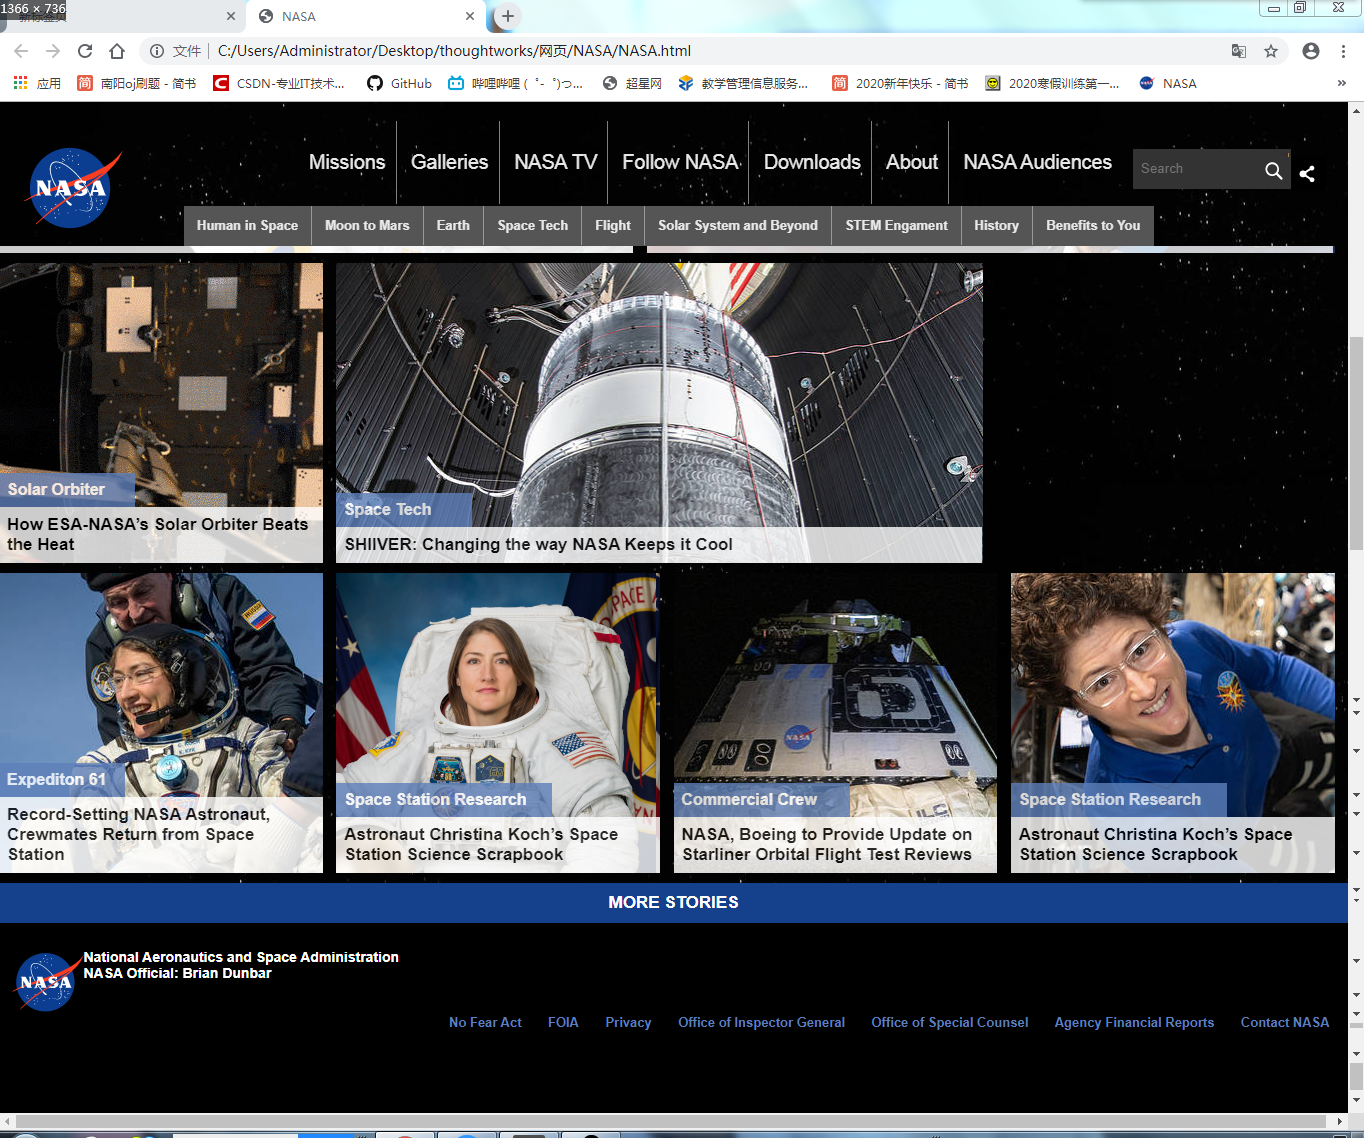 1366 × 736
NASA
文件
C:/Users/Administrator/Desktop/thoughtworks/网页/NASA/NASA.html
应用
南阳oj刷题 - 简书
CSDN-专业IT技术...
GitHub
哔哩哔哩 ( ゜- ゜)つ...
超星网
教学管理信息服务...
2020新年快乐 - 简书
2020寒假训练第一...
NASA
»
NASA
Missions
Galleries
NASA TV
Follow NASA
Downloads
About
NASA Audiences
Search
Human in Space
Moon to Mars
Earth
Space Tech
Flight
Solar System and Beyond
STEM Engament
History
Benefits to You
Solar Orbiter
How ESA-NASA’s Solar Orbiter Beats
the Heat
Space Tech
SHIIVER: Changing the way NASA Keeps it Cool
Expediton 61
Record-Setting NASA Astronaut,
Crewmates Return from Space
Station
Space Station Research
Astronaut Christina Koch’s Space
Station Science Scrapbook
Commercial Crew
NASA, Boeing to Provide Update on
Starliner Orbital Flight Test Reviews
Space Station Research
Astronaut Christina Koch’s Space
Station Science Scrapbook
MORE STORIES
NASA
National Aeronautics and Space Administration
NASA Official: Brian Dunbar
No Fear Act
FOIA
Privacy
Office of Inspector General
Office of Special Counsel
Agency Financial Reports
Contact NASA